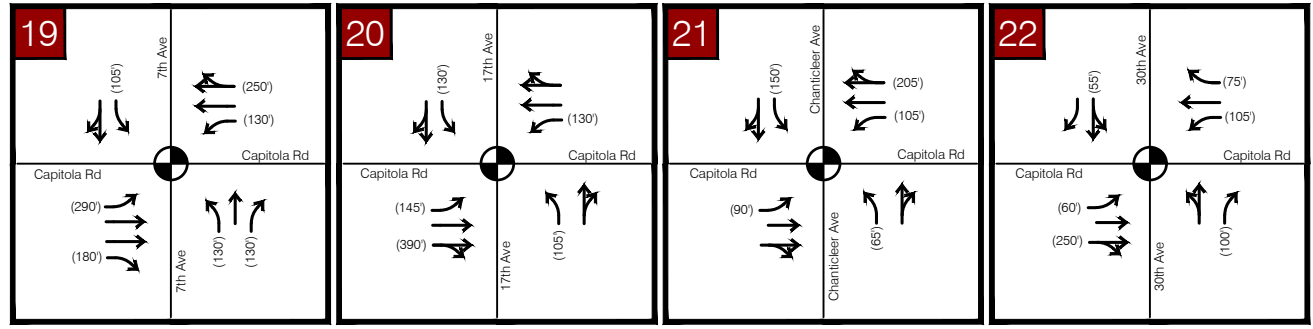 19
7th Ave
(105')
(250')
(130')
Capitola Rd
Capitola Rd
(290')
(180')
(130')
(130')
7th Ave
20
17th Ave
(130')
(130')
Capitola Rd
Capitola Rd
(145')
(390')
(105')
17th Ave
21
Chanticleer Ave
(150')
(205')
(105')
Capitola Rd
Capitola Rd
(90')
(65')
Chanticleer Ave
22
30th Ave
(55')
(75')
(105')
Capitola Rd
Capitola Rd
(60')
(250')
(100')
30th Ave